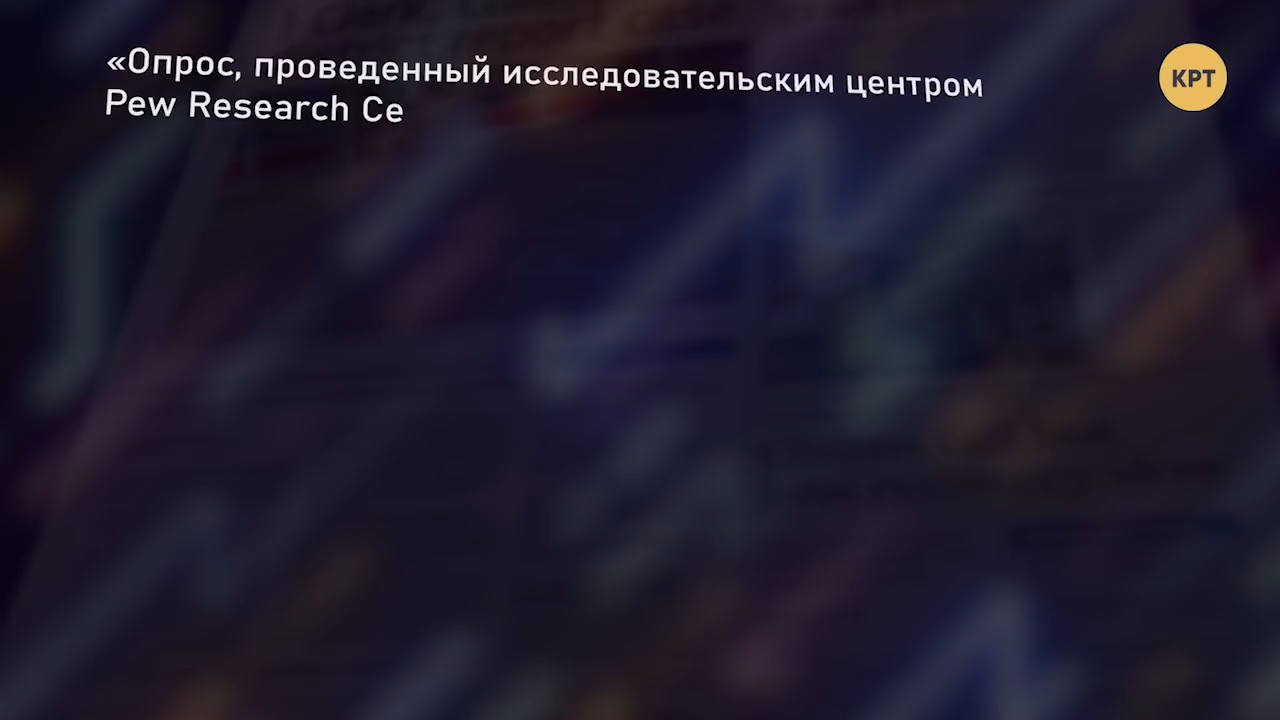 «Опрос, проведенный исследовательским центром
Pew Research Ce
КРТ